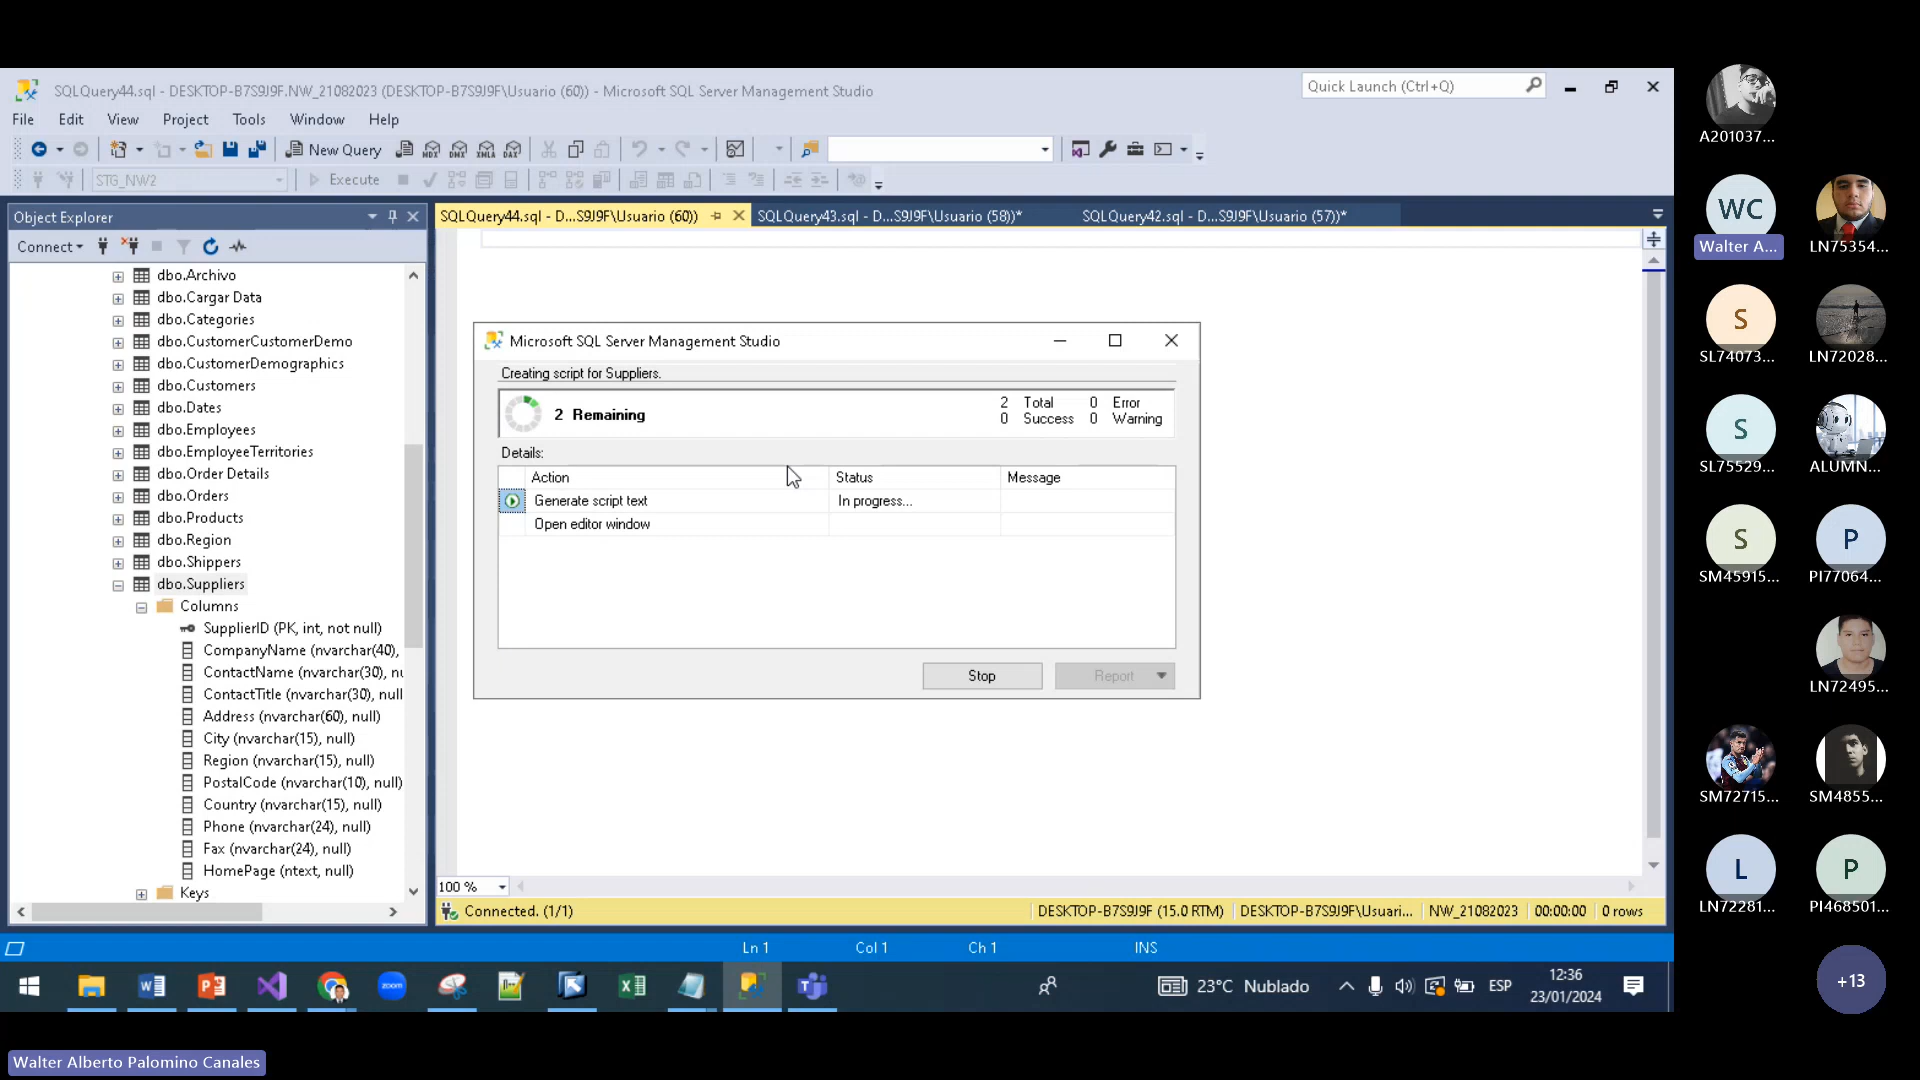 SQLQuery44.sql - DESKTOP-B7S9J9F.NW_21082023 (DESKTOP-B7S9J9F\Usuario (60)) - Microsoft SQL Server Management Studio
Quick Launch (Ctrl+Q)
File Edit View Project Tools Window Help
New Query
MDX DMX XMLA DAX
STG_NW2
Execute
Object Explorer
SQLQuery44.sql - D...S9J9F\Usuario (60))
SQLQuery43.sql - D...S9J9F\Usuario (58))*
SQLQuery42.sql - D...S9J9F\Usuario (57))*
Connect
dbo.Archivo
dbo.Cargar Data
dbo.Categories
dbo.CustomerCustomerDemo
dbo.CustomerDemographics
dbo.Customers
dbo.Dates
dbo.Employees
dbo.EmployeeTerritories
dbo.Order Details
dbo.Orders
dbo.Products
dbo.Region
dbo.Shippers
dbo.Suppliers
Columns
SupplierID (PK, int, not null)
CompanyName (nvarchar(40),
ContactName (nvarchar(30), nu
ContactTitle (nvarchar(30), null
Address (nvarchar(60), null)
City (nvarchar(15), null)
Region (nvarchar(15), null)
PostalCode (nvarchar(10), null)
Country (nvarchar(15), null)
Phone (nvarchar(24), null)
Fax (nvarchar(24), null)
HomePage (ntext, null)
Keys
Microsoft SQL Server Management Studio
Creating script for Suppliers.
2 Remaining
2 Total 0 Error
0 Success 0 Warning
Details:
Action Status Message
Generate script text In progress...
Open editor window
Stop
Report
100 %
Connected. (1/1)
DESKTOP-B7S9J9F (15.0 RTM)
DESKTOP-B7S9J9F\Usuari...
NW_21082023
00:00:00
0 rows
Ln 1
Col 1
Ch 1
INS
zoom
23°C Nublado
ESP
12:36
23/01/2024
A201037...
WC
Walter A...
LN75354...
S
SL74073...
LN72028...
S
SL75529...
ALUMN...
S
SM45915...
P
PI77064...
LN72495...
SM72715...
SM4855...
L
LN72281...
P
PI468501...
+13
Walter Alberto Palomino Canales